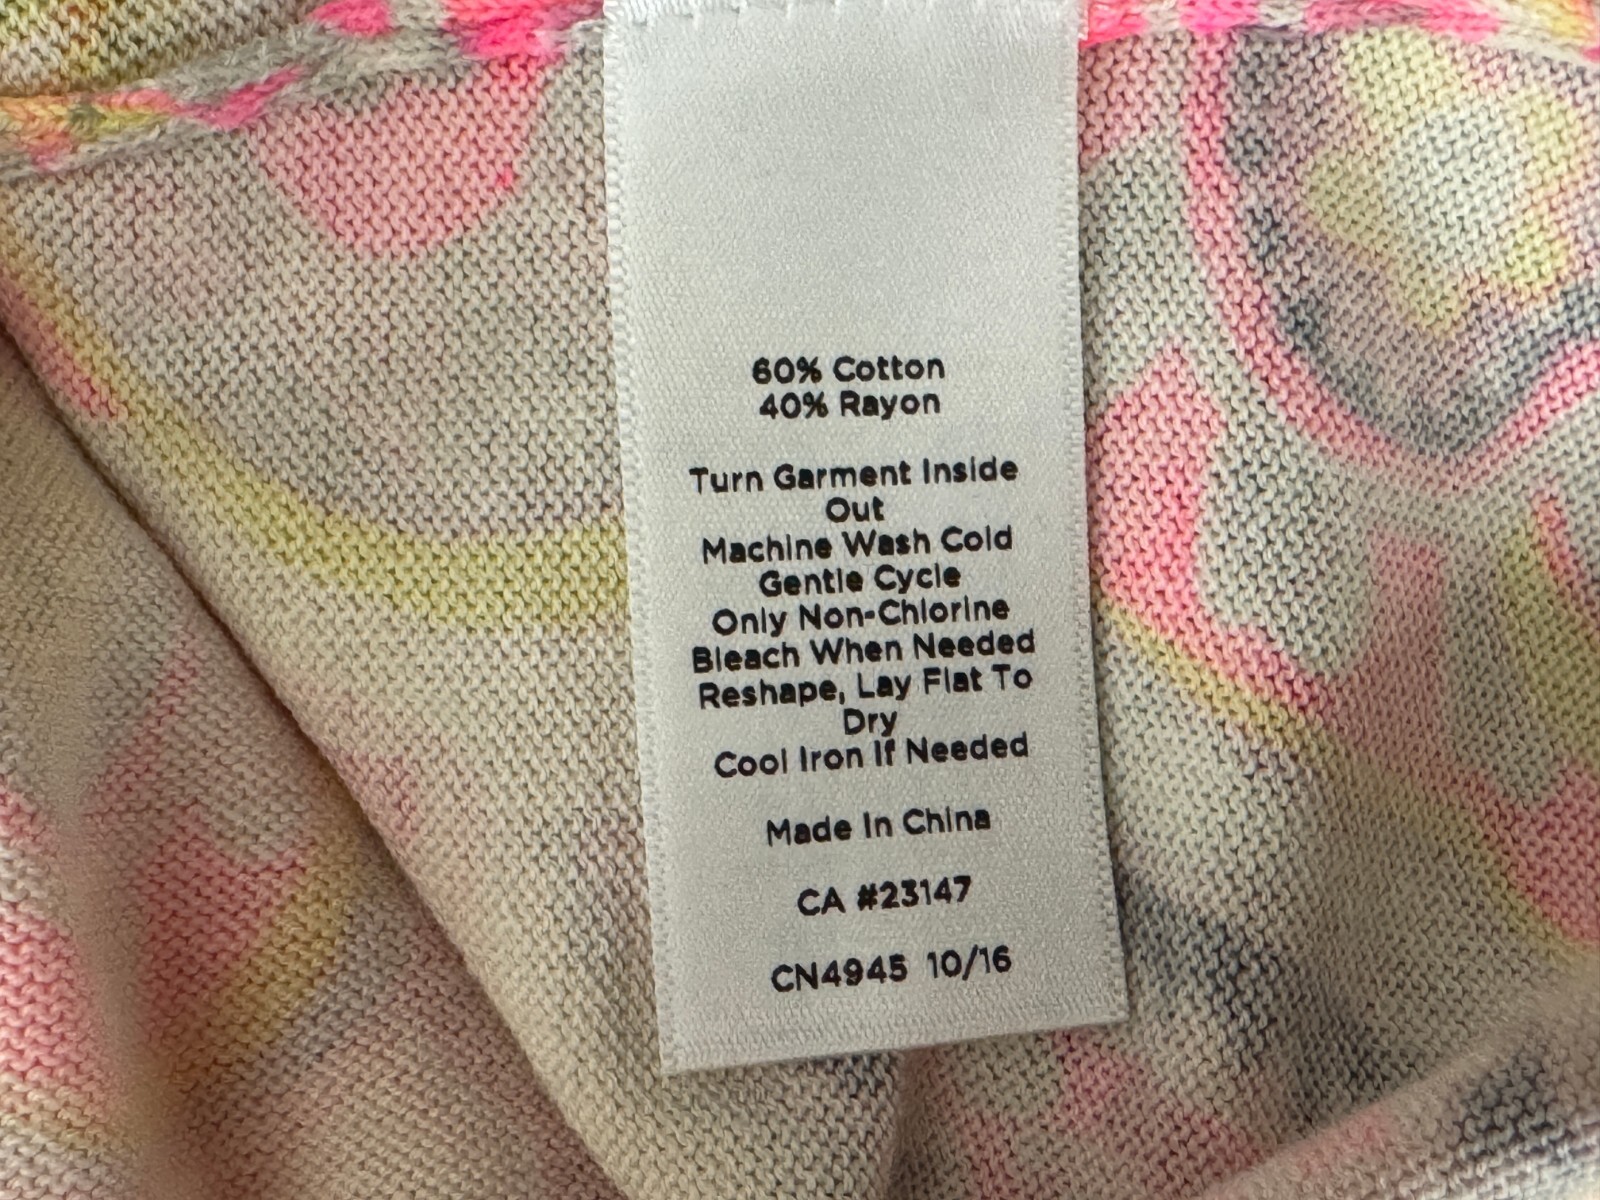 60% Cotton
40% Rayon
Turn Garment Inside
Out
Machine Wash Cold
Gentle Cycle
Only Non-Chlorine
Bleach When Needed
Reshape, Lay Flat To
Dry
Cool Iron If Needed
Made In China
CA #23147
CN4945 10/16